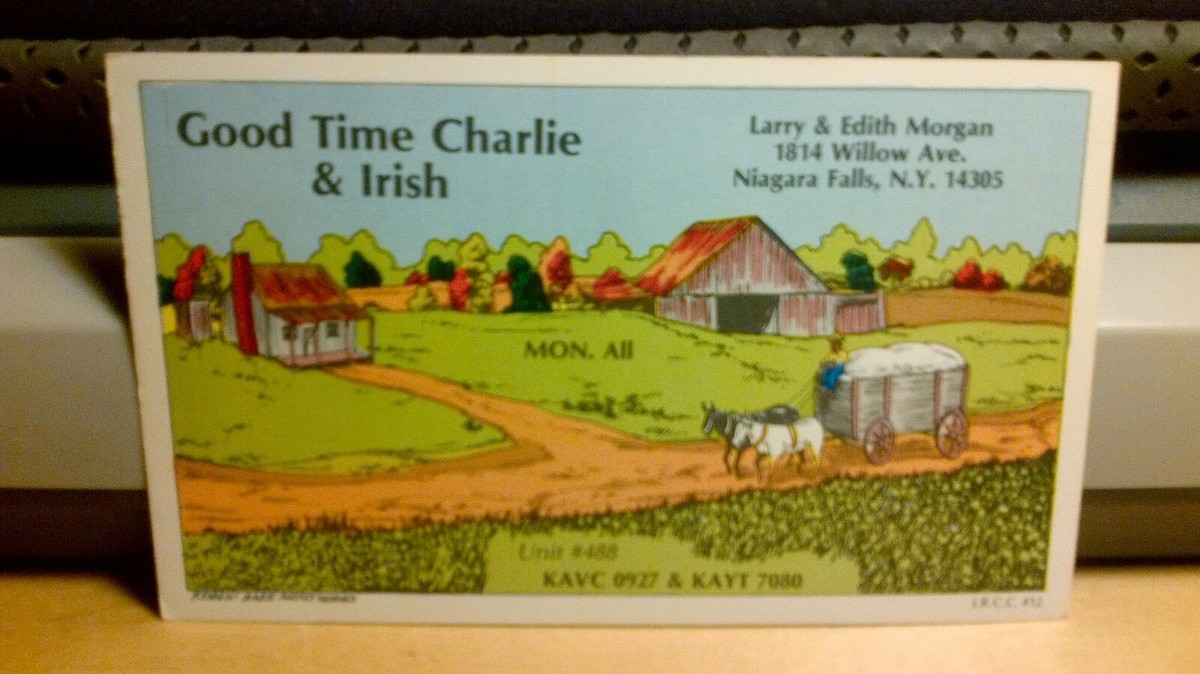 Good Time Charlie
& Irish
Larry & Edith Morgan
1814 Willow Ave.
Niagara Falls, N.Y. 14305
MON. All
Unit #488
KAVC 0927 & KAYT 7080
J.R.C.C. 412